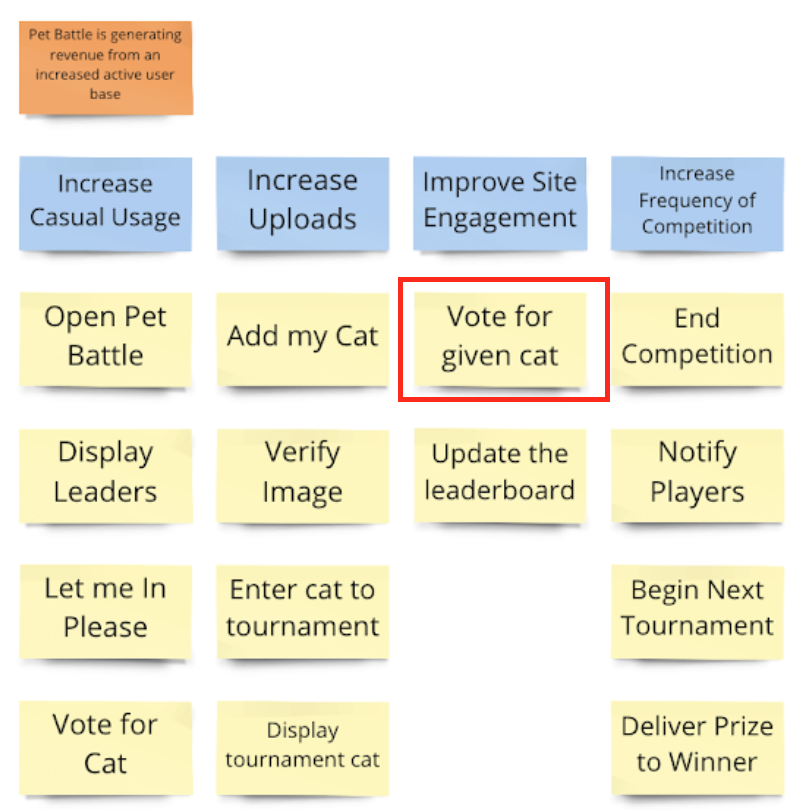 Pet Battle is generating
revenue from an
increased active user
base
Increase
Casual Usage
Increase
Uploads
Improve Site
Engagement
Increase
Frequency of
Competition
Open Pet
Battle
Add my Cat
Vote for
given cat
End
Competition
Display
Leaders
Verify
Image
Update the
leaderboard
Notify
Players
Let me In
Please
Enter cat to
tournament
Begin Next
Tournament
Vote for
Cat
Display
tournament cat
Deliver Prize
to Winner